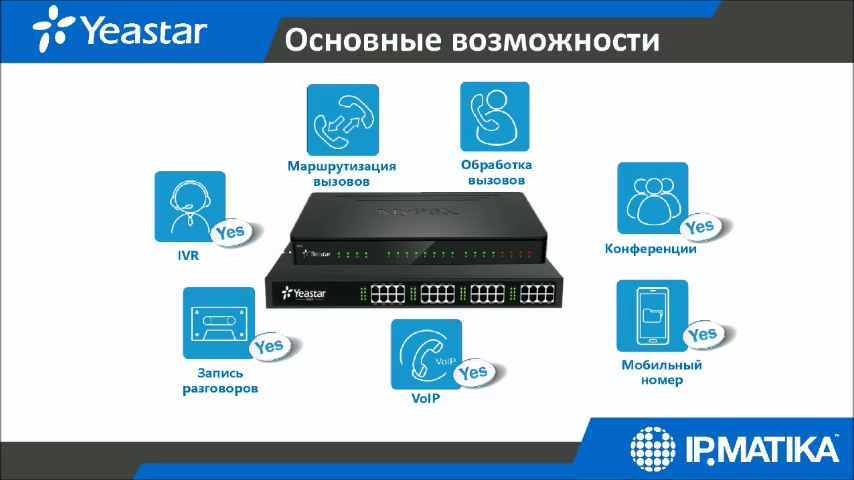 Yeastar
Основные возможности
Маршрутизация
вызовов
Обработка
вызовов
IVR
Yes
Конференции
Yes
MyPBX
Yeastar
Yeastar
Запись
разговоров
Yes
VoIP
VoIP
Yes
Мобильный
номер
Yes
IP.MATIKA